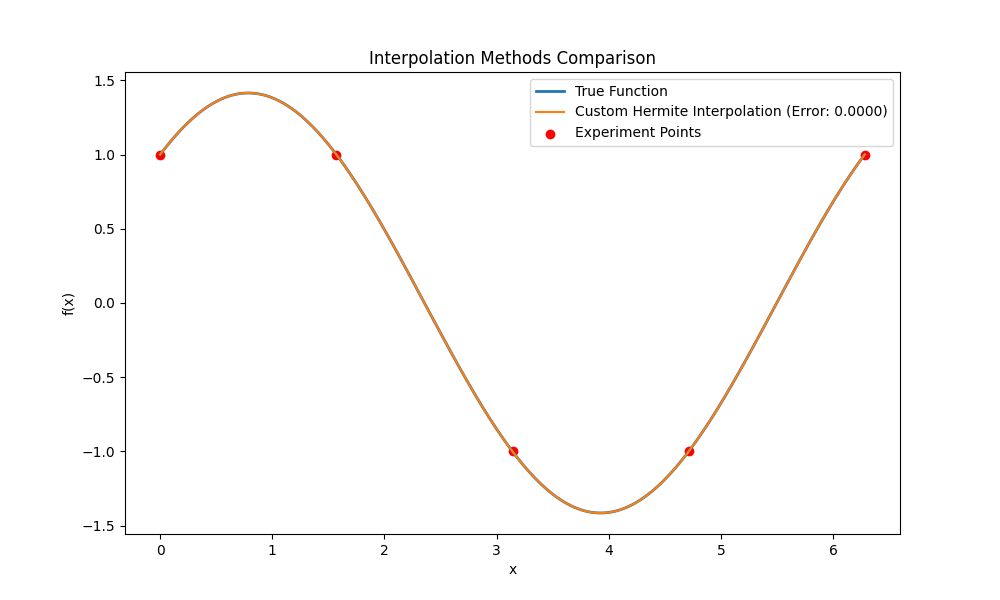 Interpolation Methods Comparison
True Function
Custom Hermite Interpolation (Error: 0.0000)
Experiment Points
1.5
1.0
0.5
0.0
−0.5
−1.0
−1.5
f(x)
0 1 2 3 4 5 6
x